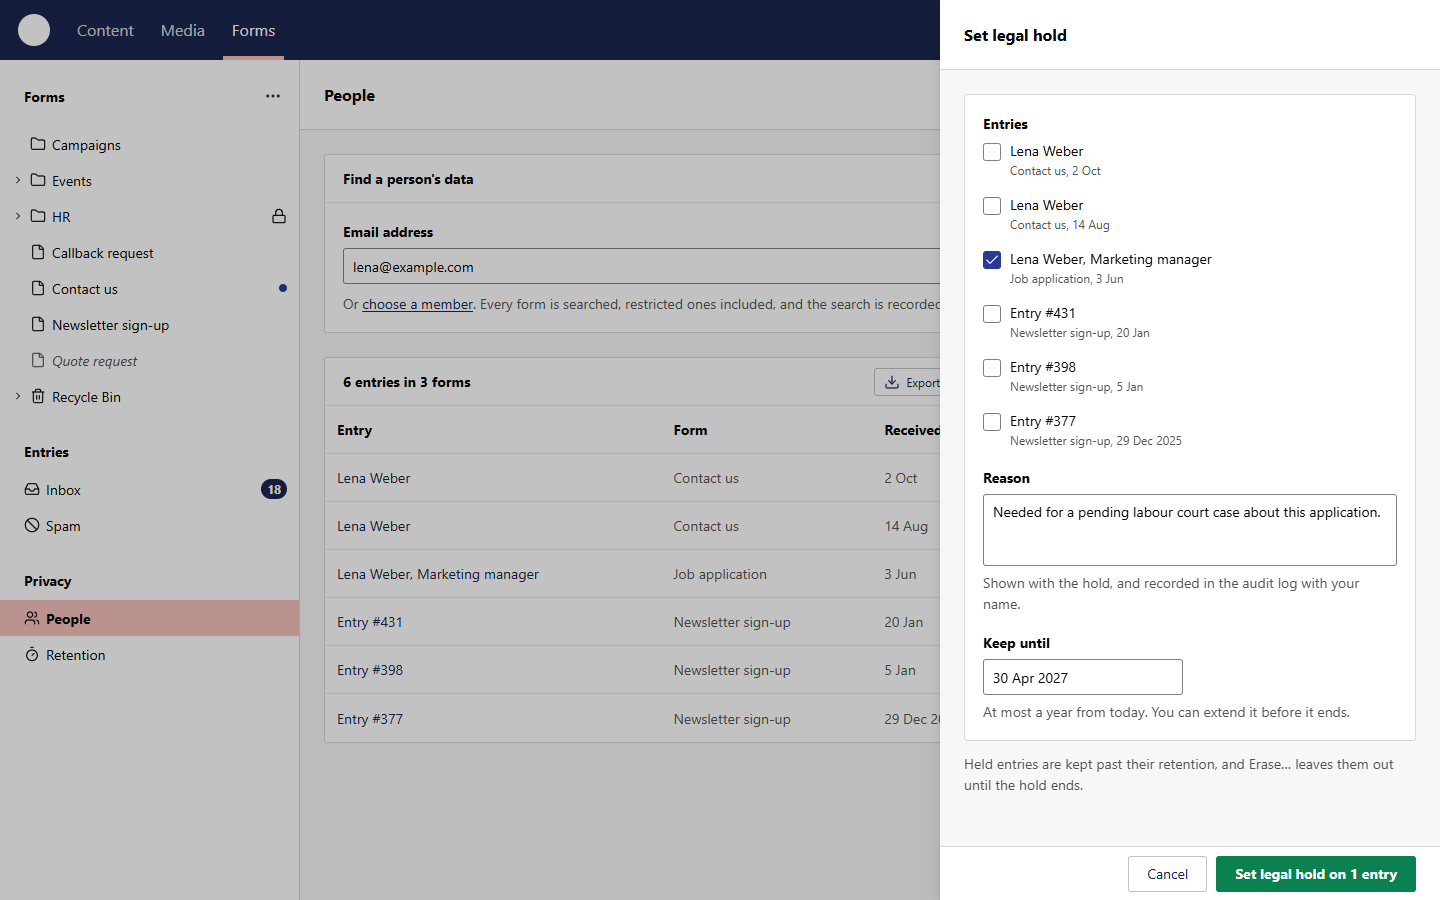 Content
Media
Forms
Forms
Campaigns
Events
HR
Callback request
Contact us
Newsletter sign-up
Quote request
Recycle Bin
Entries
Inbox
18
Spam
Privacy
People
Retention
People
Find a person's data
Email address
lena@example.com
Or choose a member. Every form is searched, restricted ones included, and the search is recorded
6 entries in 3 forms
Export
Entry Form Received
Lena Weber Contact us 2 Oct
Lena Weber Contact us 14 Aug
Lena Weber, Marketing manager Job application 3 Jun
Entry #431 Newsletter sign-up 20 Jan
Entry #398 Newsletter sign-up 5 Jan
Entry #377 Newsletter sign-up 29 Dec
Set legal hold
Entries
Lena Weber
Contact us, 2 Oct
Lena Weber
Contact us, 14 Aug
Lena Weber, Marketing manager
Job application, 3 Jun
Entry #431
Newsletter sign-up, 20 Jan
Entry #398
Newsletter sign-up, 5 Jan
Entry #377
Newsletter sign-up, 29 Dec 2025
Reason
Needed for a pending labour court case about this application.
Shown with the hold, and recorded in the audit log with your
name.
Keep until
30 Apr 2027
At most a year from today. You can extend it before it ends.
Held entries are kept past their retention, and Erase… leaves them out
until the hold ends.
Cancel
Set legal hold on 1 entry